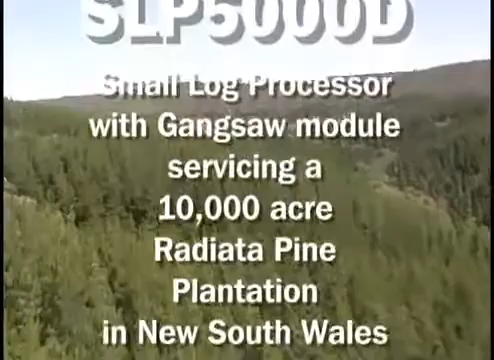 SLP5000D
Small Log Processor
with Gangsaw module
servicing a
10,000 acre
Radiata Pine
Plantation
in New South Wales